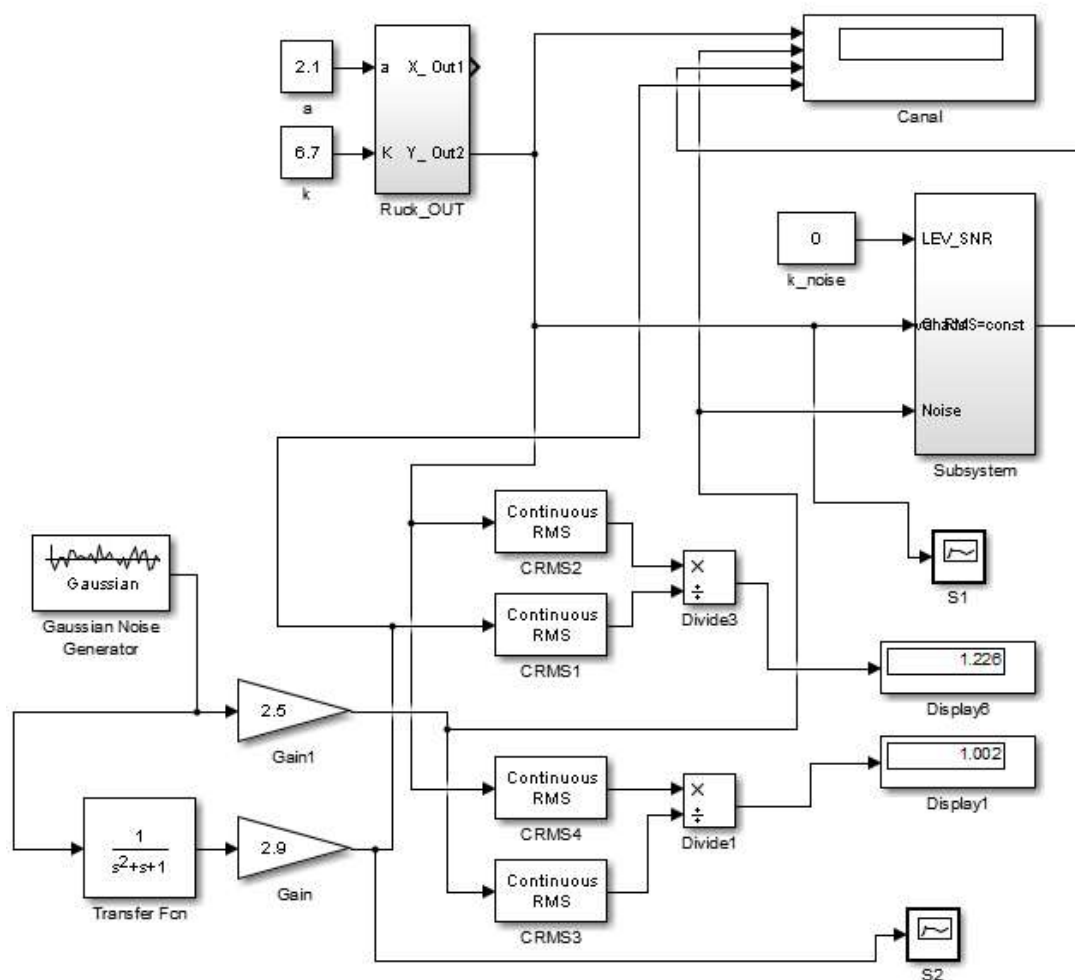 2.1
a
a X_ Out1
6.7
k
K Y_ Out2
Ruck_OUT
Canal
0
k_noise
LEV_SNR
RMS=const
Noise
Subsystem
Continuous
RMS
CRMS2
×
÷
Divide3
S1
Gaussian
Gaussian Noise
Generator
Continuous
RMS
CRMS1
1.226
Display6
2.5
Gain1
1.002
Display1
Continuous
RMS
CRMS4
×
÷
Divide1
1
s²+s+1
Transfer Fcn
2.9
Gain
Continuous
RMS
CRMS3
S2